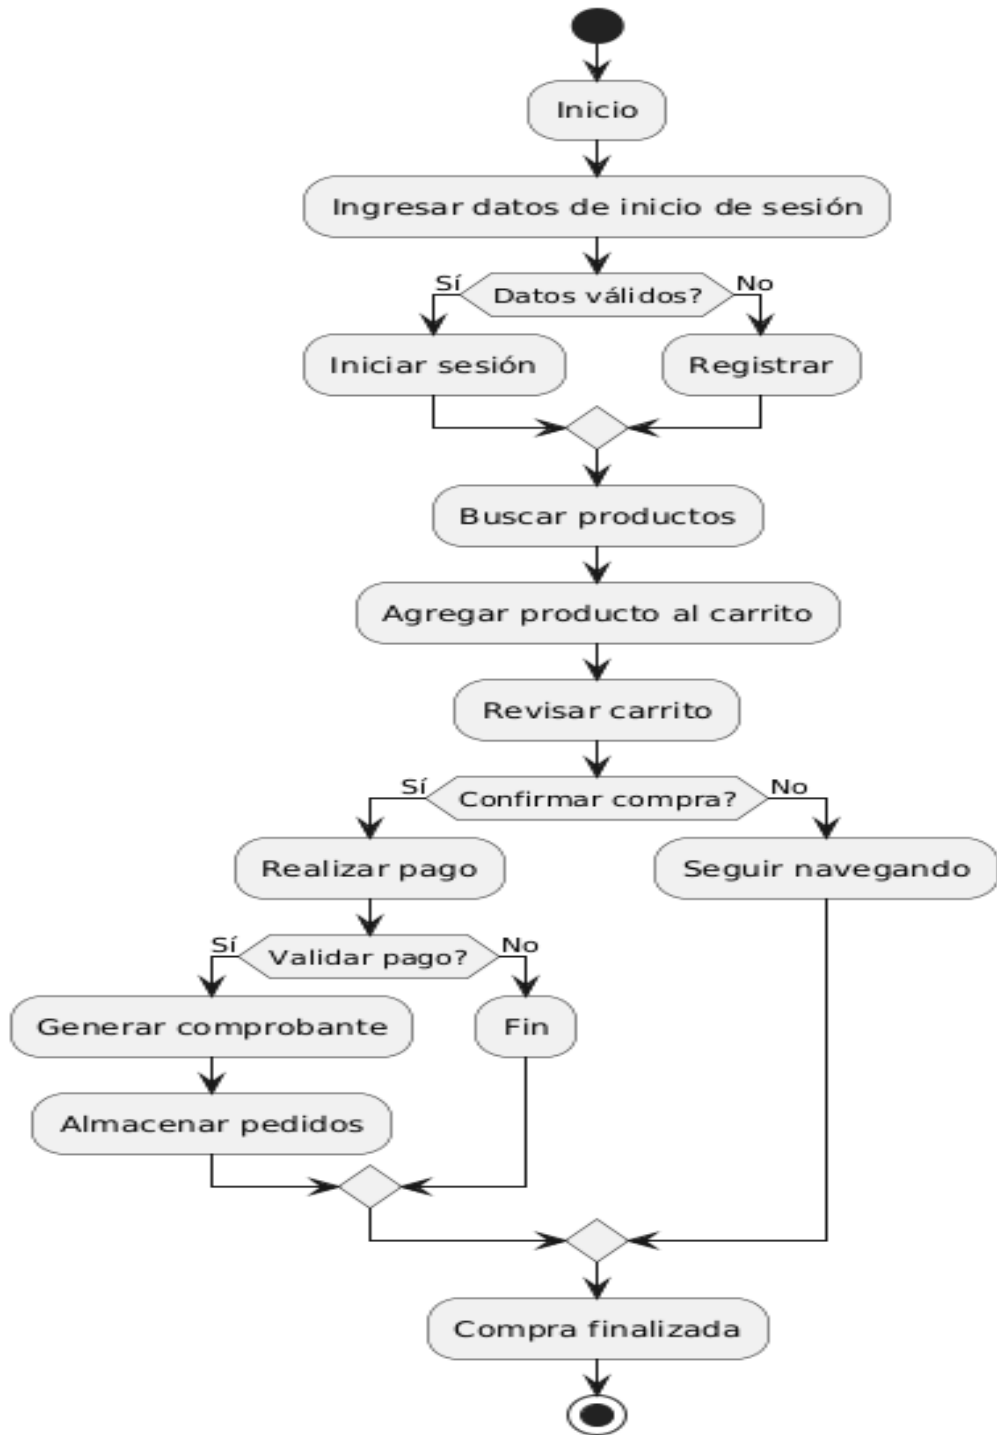 Inicio
Ingresar datos de inicio de sesión
Sí
Datos válidos?
No
Iniciar sesión
Registrar
Buscar productos
Agregar producto al carrito
Revisar carrito
Sí
Confirmar compra?
No
Realizar pago
Seguir navegando
Sí
Validar pago?
No
Generar comprobante
Fin
Almacenar pedidos
Compra finalizada